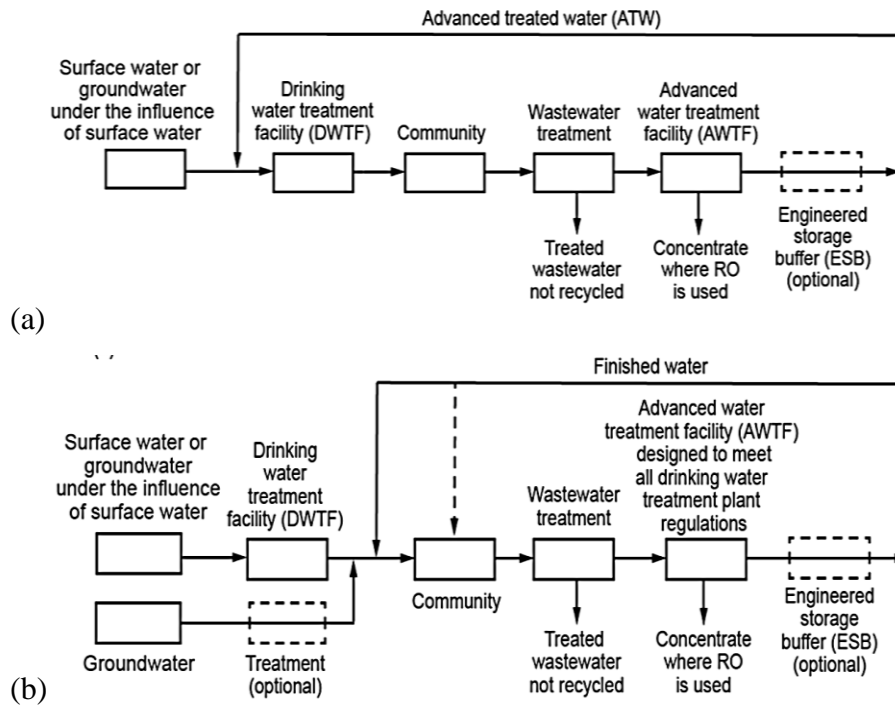 Advanced treated water (ATW)
Surface water or
groundwater
under the influence
of surface water
Drinking
water treatment
facility (DWTF)
Community
Wastewater
treatment
Advanced
water treatment
facility (AWTF)
Treated
wastewater
not recycled
Concentrate
where RO
is used
Engineered
storage
buffer (ESB)
(optional)
(a)
Finished water
Surface water or
groundwater
under the influence
of surface water
Drinking
water
treatment
facility (DWTF)
Advanced water
treatment facility (AWTF)
designed to meet
all drinking water
treatment plant
regulations
Wastewater
treatment
Community
Groundwater
Treatment
(optional)
Treated
wastewater
not recycled
Concentrate
where RO
is used
Engineered
storage
buffer (ESB)
(optional)
(b)